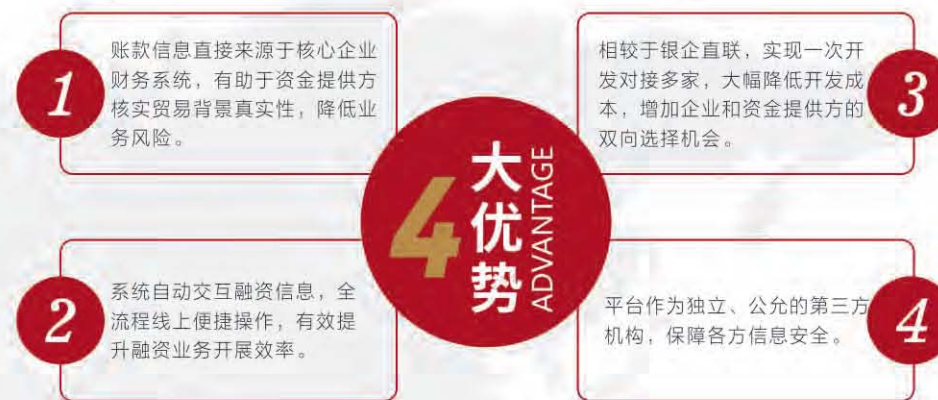 1
账款信息直接来源于核心企业
财务系统，有助于资金提供方
核实贸易背景真实性，降低业
务风险。
2
系统自动交互融资信息，全
流程线上便捷操作，有效提
升融资业务开展效率。
4
大优势
ADVANTAGE
相较于银企直联，实现一次开
发对接多家，大幅降低开发成
本，增加企业和资金提供方的
双向选择机会。
3
平台作为独立、公允的第三方
机构，保障各方信息安全。
4